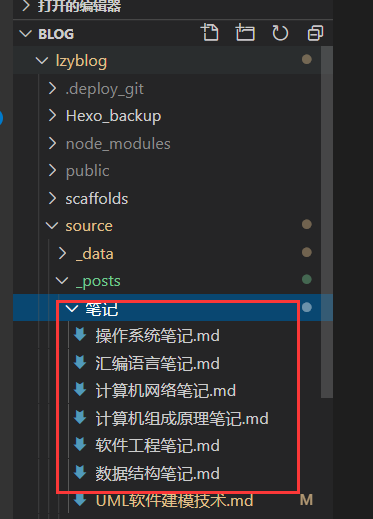 打开的编辑器
BLOG
lzyblog
.deploy_git
Hexo_backup
node_modules
public
scaffolds
source
_data
_posts
笔记
操作系统笔记.md
汇编语言笔记.md
计算机网络笔记.md
计算机组成原理笔记.md
软件工程笔记.md
数据结构笔记.md
UML软件建模技术.md M